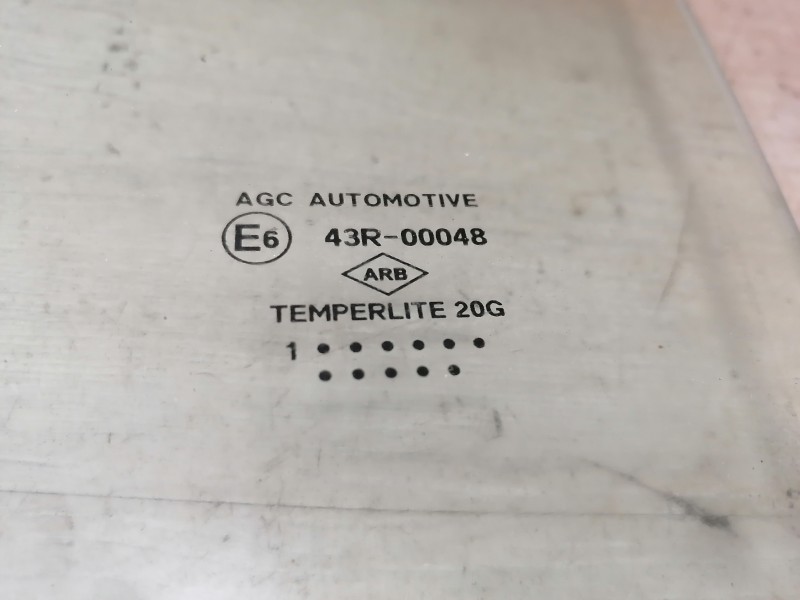 AGC AUTOMOTIVE
E6 43R-00048
ARB
TEMPERLITE 20G
1 • • • • • •
• • • • •